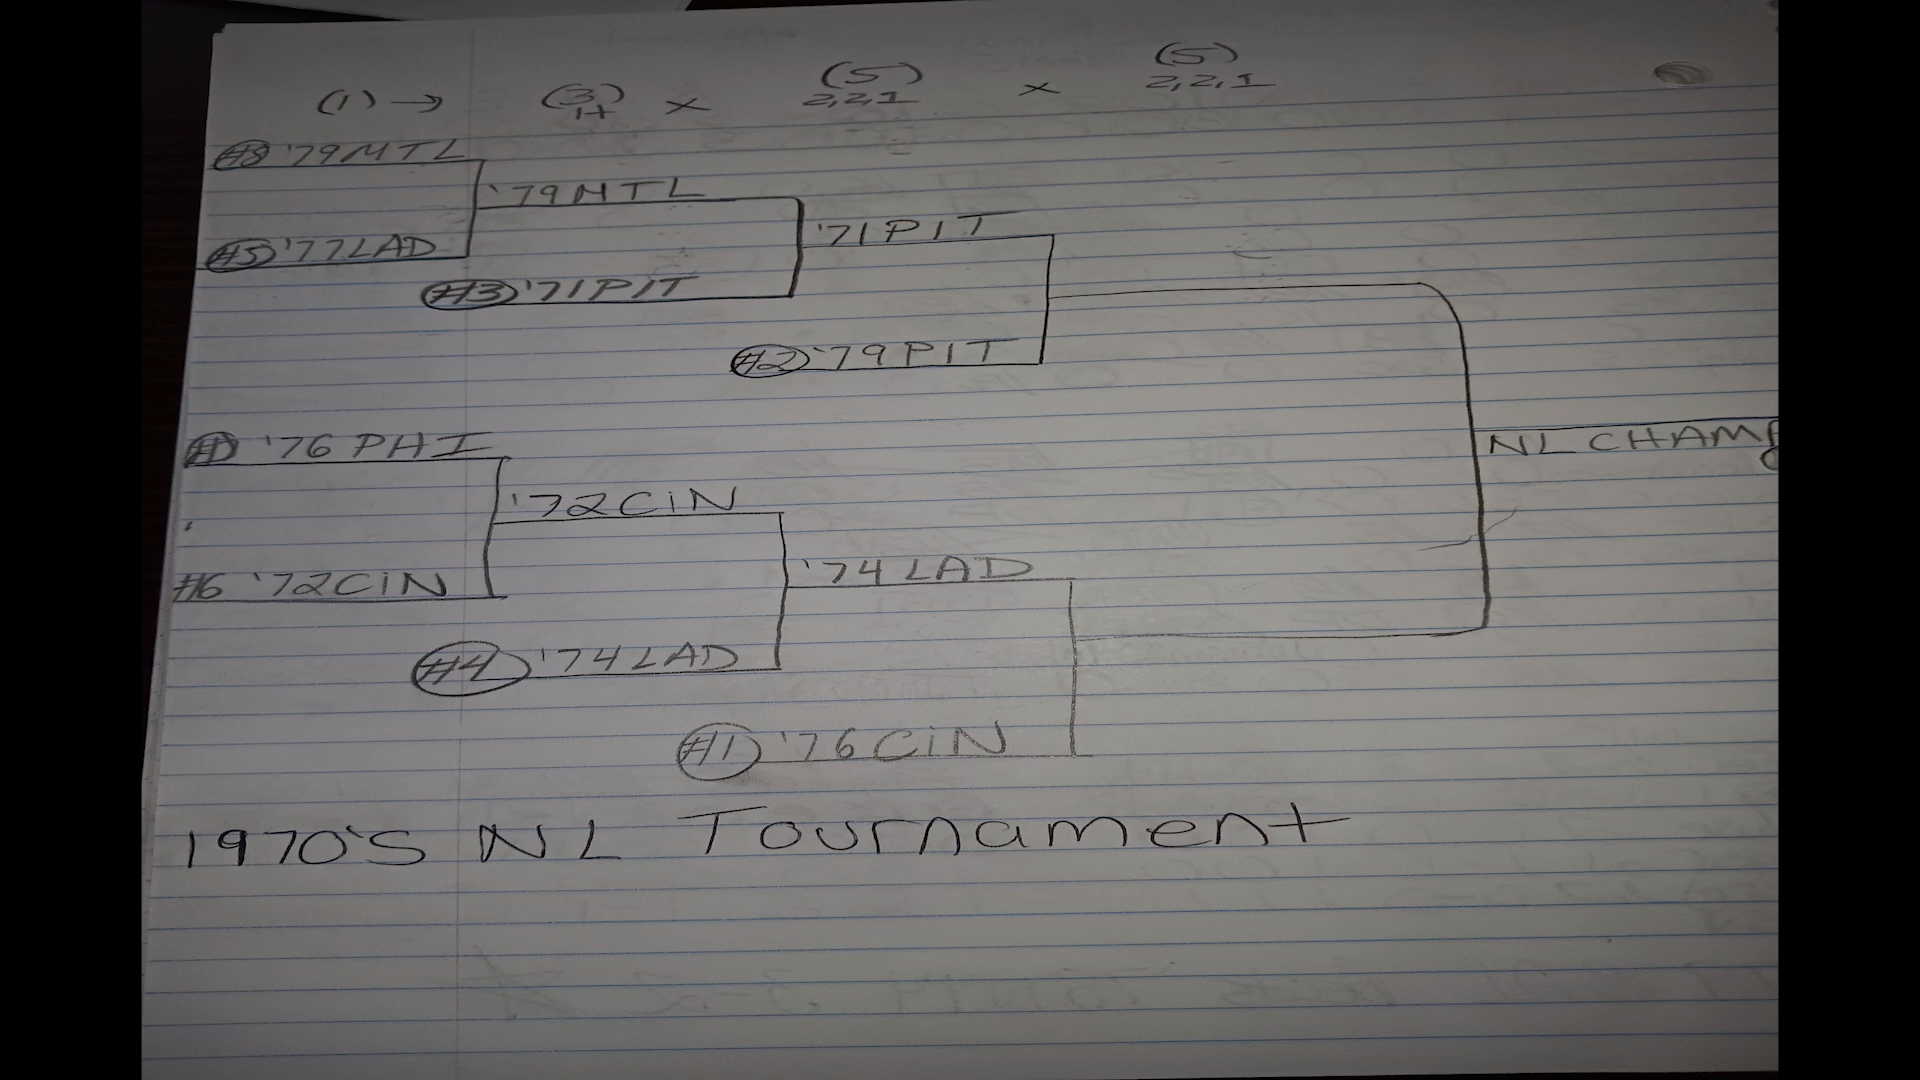 (1) → (3) x (5) x (5)
1+ 2,2,1 2,2,1
#8 '79 MTL
'79 MTL
'71 PIT
#5 '77 LAD
#3 '71 PIT
#2 '79 PIT
'76 PHI
NL CHAMP
'72 CiN
'74 LAD
#6 '72 CiN
#4 '74 LAD
#1 '76 CiN
1970's NL Tournament